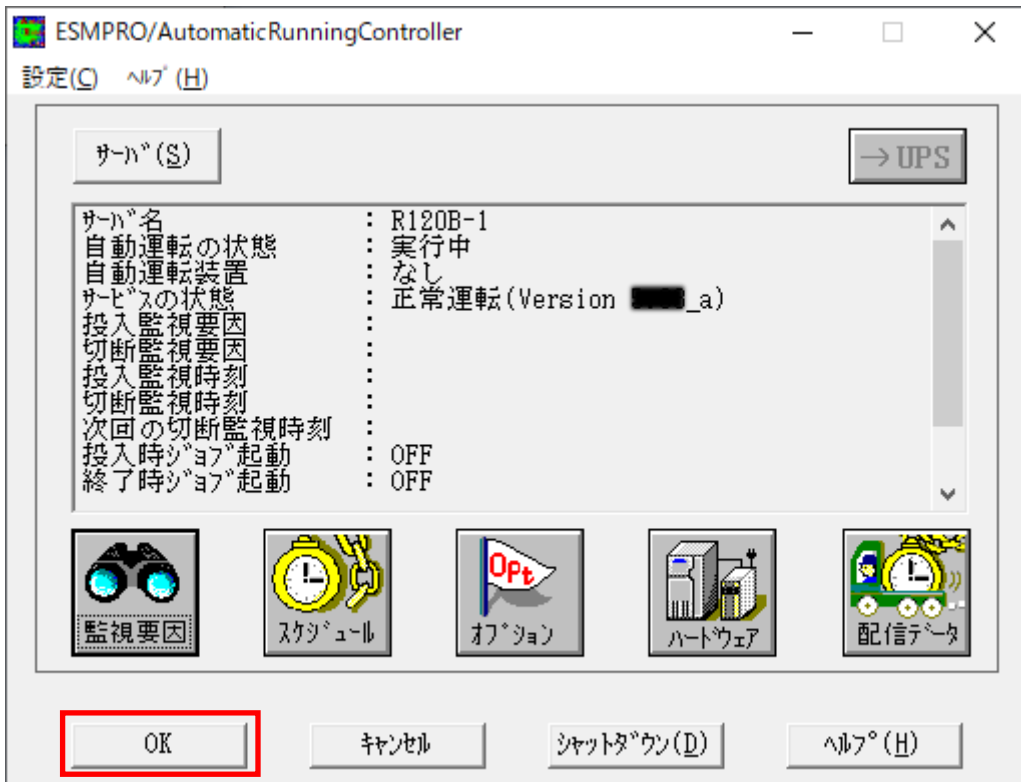 ESMPRO/AutomaticRunningController
設定(C) ﾍﾙﾌﾟ(H)
ｻｰﾊﾞ(S)
→UPS
ｻｰﾊﾞ名 : R120B-1
自動運転の状態 : 実行中
自動運転装置 : なし
ｻｰﾋﾞｽの状態 : 正常運転(Version _a)
投入監視要因 :
切断監視要因 :
投入監視時刻 :
切断監視時刻 :
次回の切断監視時刻 :
投入時ｼﾞｮﾌﾞ起動 : OFF
終了時ｼﾞｮﾌﾞ起動 : OFF
Opt
監視要因 ｽｹｼﾞｭｰﾙ ｵﾌﾟｼｮﾝ ﾊｰﾄﾞｳｪｱ 配信ﾃﾞｰﾀ
OK ｷｬﾝｾﾙ ｼｬｯﾄﾀﾞｳﾝ(D) ﾍﾙﾌﾟ(H)